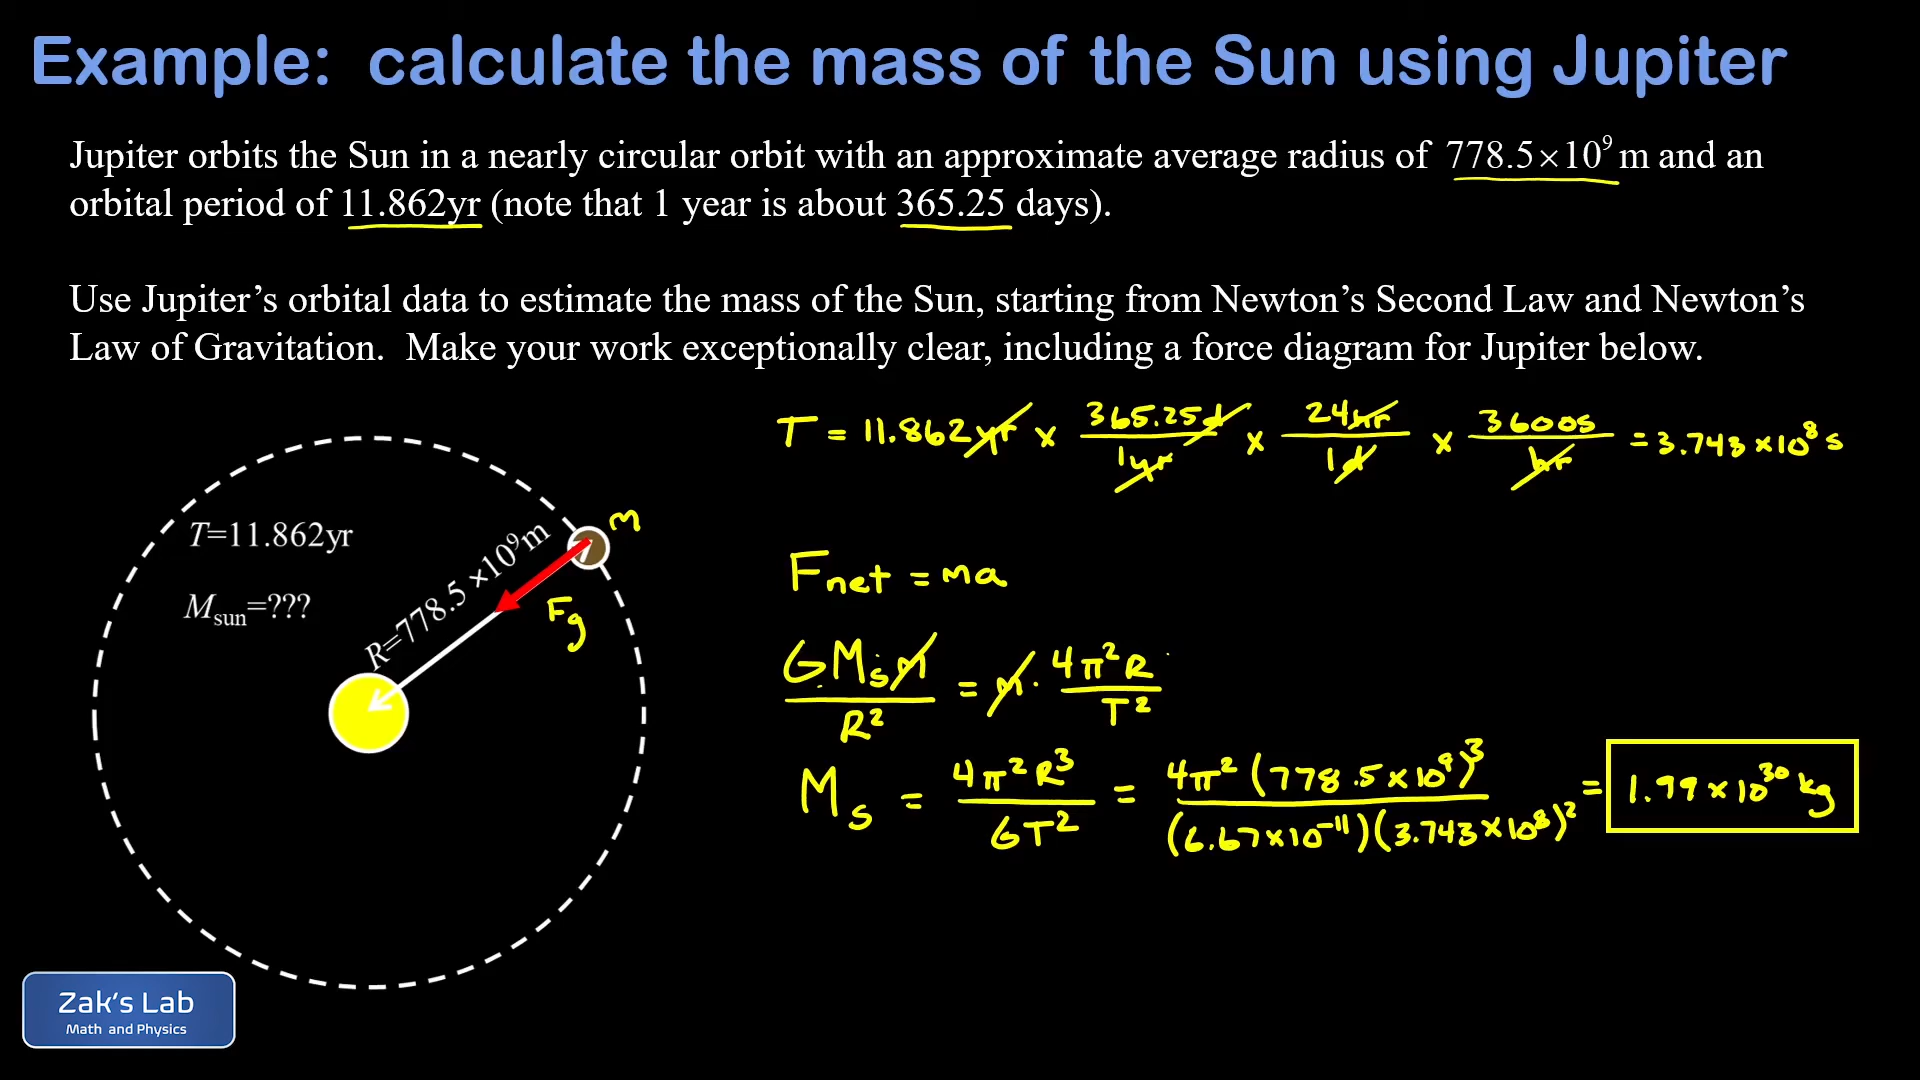 Example: calculate the mass of the Sun using Jupiter
Jupiter orbits the Sun in a nearly circular orbit with an approximate average radius of 778.5×10⁹ m and an
orbital period of 11.862yr (note that 1 year is about 365.25 days).
Use Jupiter’s orbital data to estimate the mass of the Sun, starting from Newton’s Second Law and Newton’s
Law of Gravitation. Make your work exceptionally clear, including a force diagram for Jupiter below.
T = 11.862yr × 365.25d/1yr × 24hr/1d × 3600s/hr = 3.743 × 10⁸ s
T=11.862yr
M_sun=???
R=778.5 ×10⁹m
m
F_g
F_net = ma
GM_s m/R² = m · 4π²R/T²
M_s = 4π²R³/GT² = 4π²(778.5×10⁹)³/(6.67×10⁻¹¹)(3.743×10⁸)² = 1.99 × 10³⁰ kg
Zak’s Lab
Math and Physics